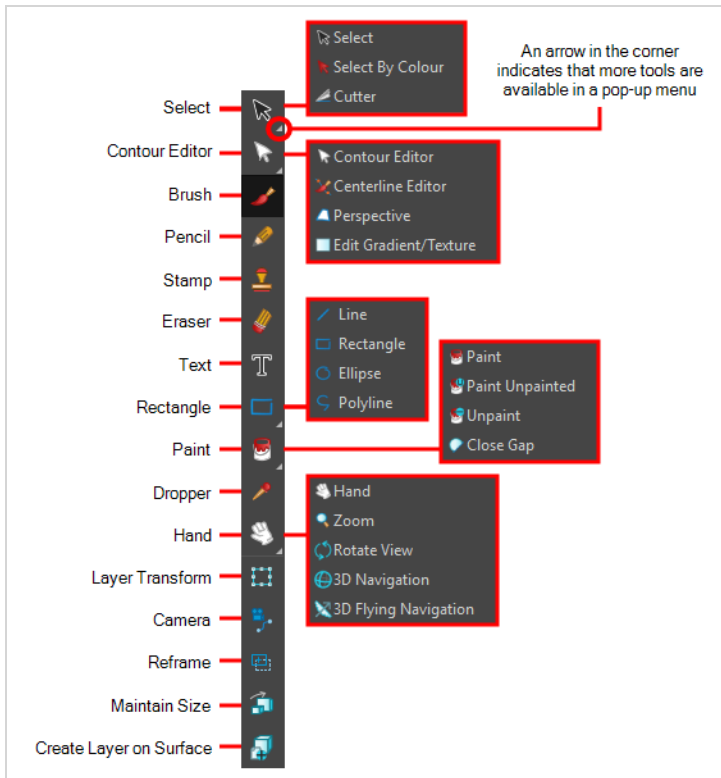 Select
Select By Colour
Cutter
An arrow in the corner
indicates that more tools are
available in a pop-up menu
Select
Contour Editor
Brush
Pencil
Stamp
Eraser
Text
Rectangle
Paint
Dropper
Hand
Layer Transform
Camera
Reframe
Maintain Size
Create Layer on Surface
Contour Editor
Centerline Editor
Perspective
Edit Gradient/Texture
Line
Rectangle
Ellipse
Polyline
Paint
Paint Unpainted
Unpaint
Close Gap
Hand
Zoom
Rotate View
3D Navigation
3D Flying Navigation